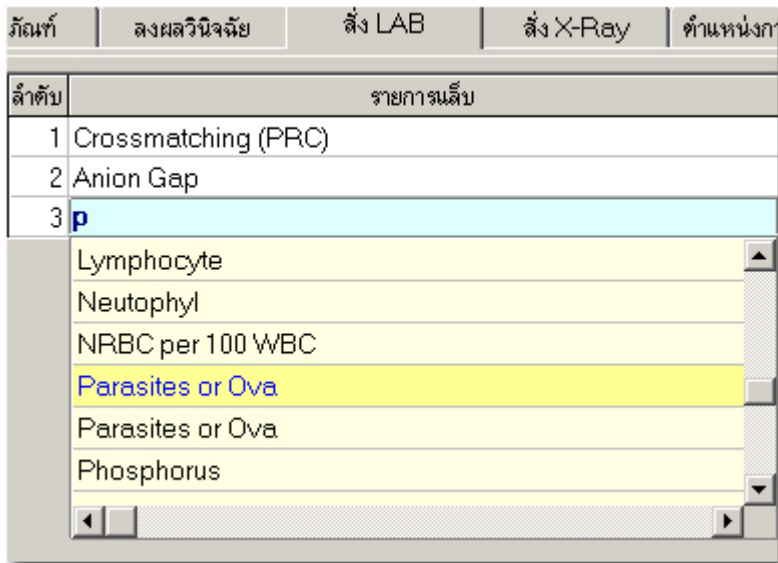 ภัณฑ์ ลงผลวินิจฉัย สั่ง LAB สั่ง X-Ray ตำแหน่งกา
ลำดับ รายการแล็บ
1 Crossmatching (PRC)
2 Anion Gap
3 p
Lymphocyte
Neutophyl
NRBC per 100 WBC
Parasites or Ova
Parasites or Ova
Phosphorus